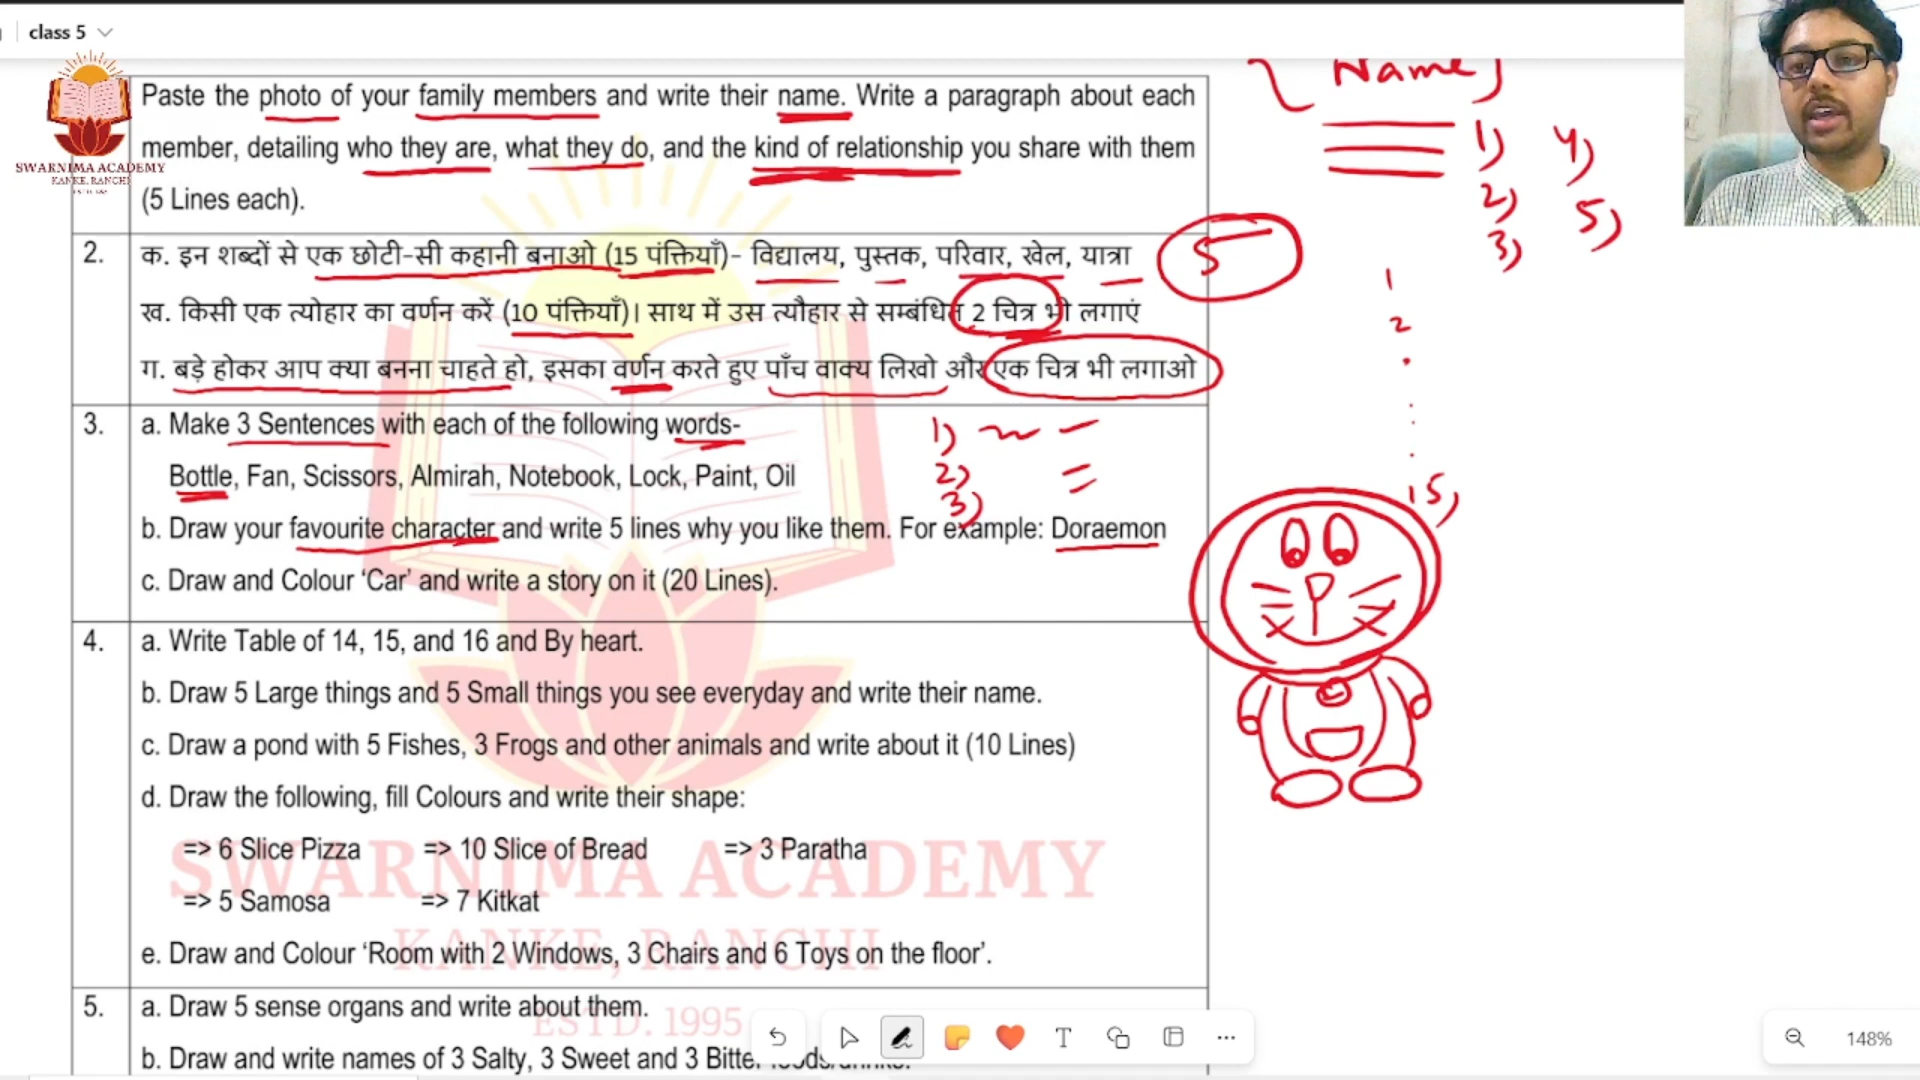 class 5
SWARNIMA ACADEMY
KANKE, RANCHI
Paste the photo of your family members and write their name. Write a paragraph about each
member, detailing who they are, what they do, and the kind of relationship you share with them
(5 Lines each).
Name
1) 4)
2) 5)
3)
2. क. इन शब्दों से एक छोटी-सी कहानी बनाओ (15 पंक्तियाँ)- विद्यालय, पुस्तक, परिवार, खेल, यात्रा
5
ख. किसी एक त्योहार का वर्णन करें (10 पंक्तियाँ)। साथ में उस त्यौहार से सम्बंधित 2 चित्र भी लगाएं
ग. बड़े होकर आप क्या बनना चाहते हो, इसका वर्णन करते हुए पाँच वाक्य लिखो और एक चित्र भी लगाओ
1
2
15)
3. a. Make 3 Sentences with each of the following words-
Bottle, Fan, Scissors, Almirah, Notebook, Lock, Paint, Oil
1)
2)
3)
b. Draw your favourite character and write 5 lines why you like them. For example: Doraemon
c. Draw and Colour ‘Car’ and write a story on it (20 Lines).
4. a. Write Table of 14, 15, and 16 and By heart.
b. Draw 5 Large things and 5 Small things you see everyday and write their name.
c. Draw a pond with 5 Fishes, 3 Frogs and other animals and write about it (10 Lines)
d. Draw the following, fill Colours and write their shape:
=> 6 Slice Pizza => 10 Slice of Bread => 3 Paratha
=> 5 Samosa => 7 Kitkat
e. Draw and Colour ‘Room with 2 Windows, 3 Chairs and 6 Toys on the floor’.
SWARNIMA ACADEMY
KANKE, RANCHI
ESTD. 1995
5. a. Draw 5 sense organs and write about them.
b. Draw and write names of 3 Salty, 3 Sweet and 3 Bitte
148%